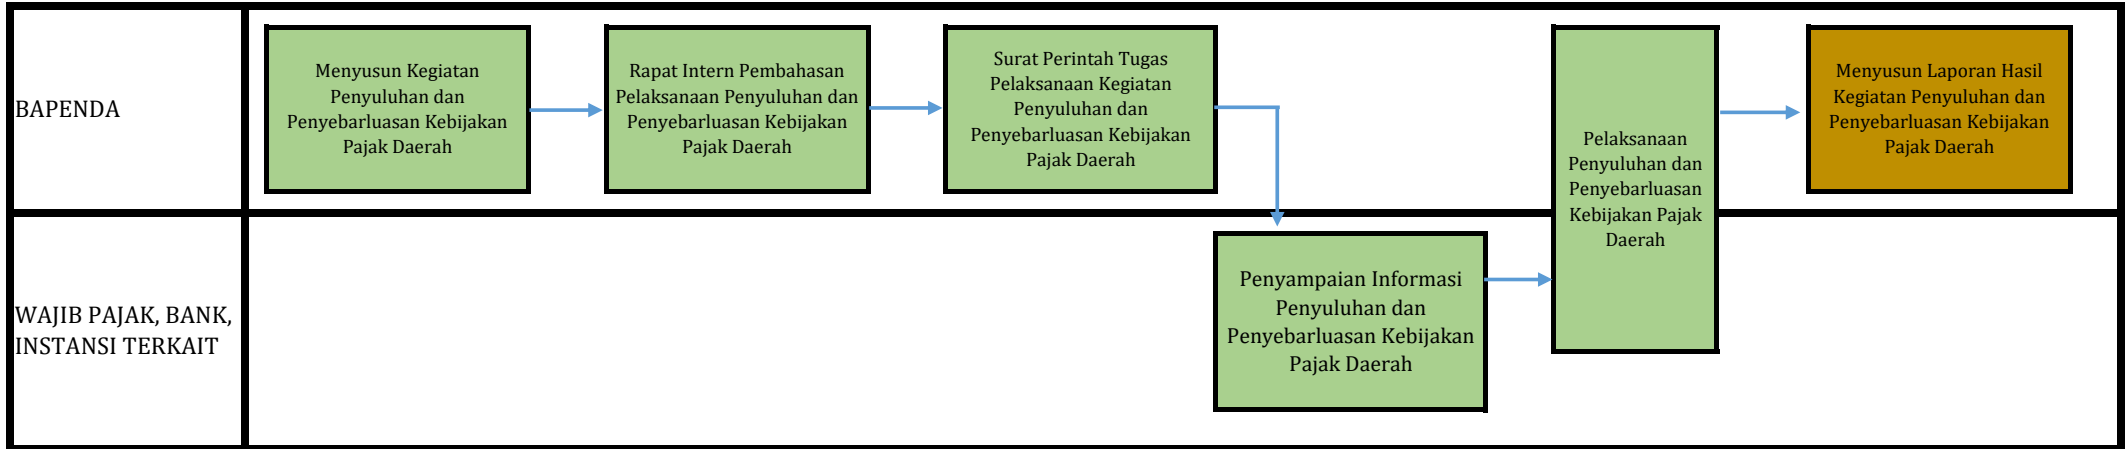 BAPENDA
Menyusun Kegiatan
Penyuluhan dan
Penyebarluasan Kebijakan
Pajak Daerah
Rapat Intern Pembahasan
Pelaksanaan Penyuluhan dan
Penyebarluasan Kebijakan
Pajak Daerah
Surat Perintah Tugas
Pelaksanaan Kegiatan
Penyuluhan dan
Penyebarluasan Kebijakan
Pajak Daerah
Pelaksanaan
Penyuluhan dan
Penyebarluasan
Kebijakan Pajak
Daerah
Menyusun Laporan Hasil
Kegiatan Penyuluhan dan
Penyebarluasan Kebijakan
Pajak Daerah
WAJIB PAJAK, BANK,
INSTANSI TERKAIT
Penyampaian Informasi
Penyuluhan dan
Penyebarluasan Kebijakan
Pajak Daerah